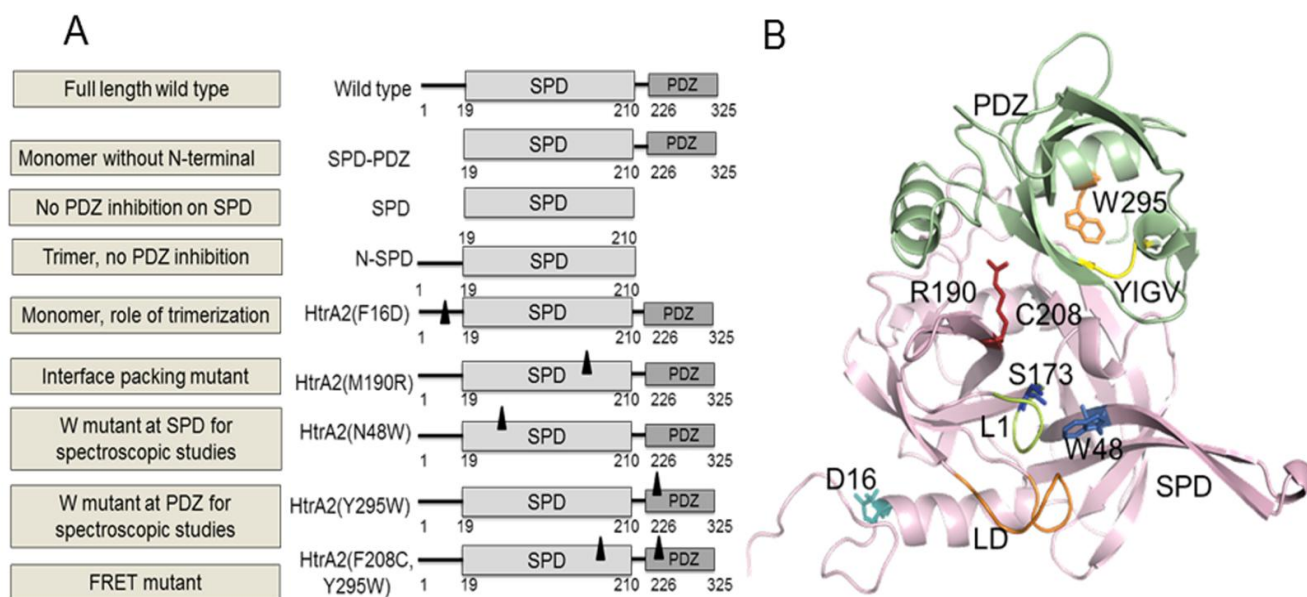 A
Full length wild type
Wild type
SPD
PDZ
1 19 210 226 325
Monomer without N-terminal
SPD-PDZ
SPD
PDZ
19 210 226 325
No PDZ inhibition on SPD
SPD
SPD
19 210
Trimer, no PDZ inhibition
N-SPD
SPD
1 19 210
Monomer, role of trimerization
HtrA2(F16D)
SPD
PDZ
1 19 210 226 325
Interface packing mutant
HtrA2(M190R)
SPD
PDZ
1 19 210 226 325
W mutant at SPD for
spectroscopic studies
HtrA2(N48W)
SPD
PDZ
1 19 210 226 325
W mutant at PDZ for
spectroscopic studies
HtrA2(Y295W)
SPD
PDZ
1 19 210 226 325
FRET mutant
HtrA2(F208C,
Y295W)
SPD
PDZ
1 19 210 226 325
B
PDZ
W295
YIGV
R190
C208
S173
L1
W48
D16
SPD
LD